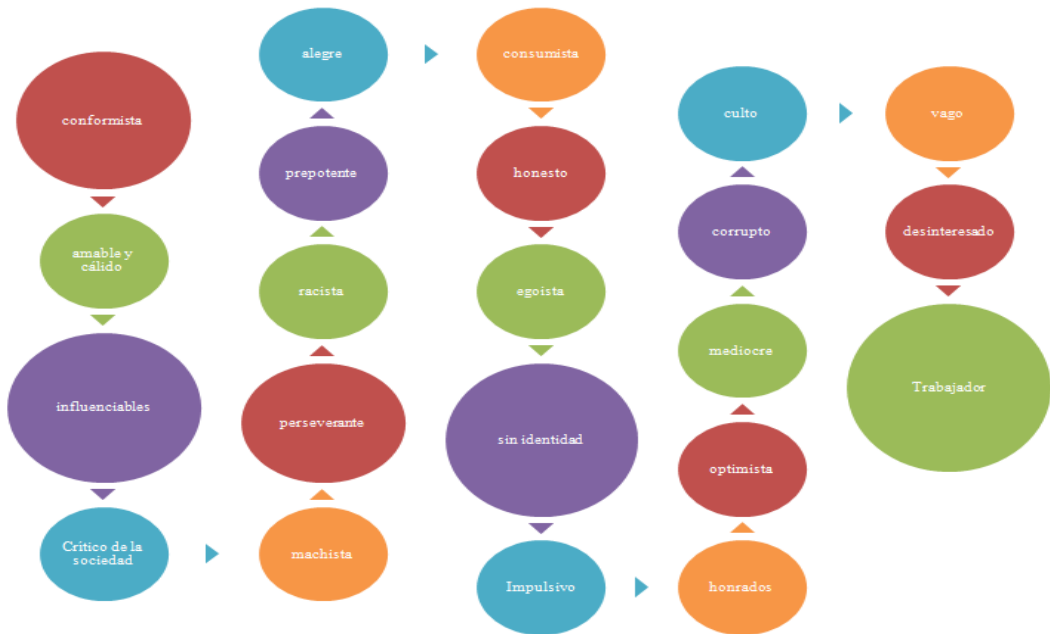 conformista
amable y
cálido
influenciables
Crítico de la
sociedad
machista
perseverante
racista
prepotente
alegre
consumista
honesto
egoista
sin identidad
Impulsivo
honrados
optimista
mediocre
corrupto
culto
vago
desinteresado
Trabajador